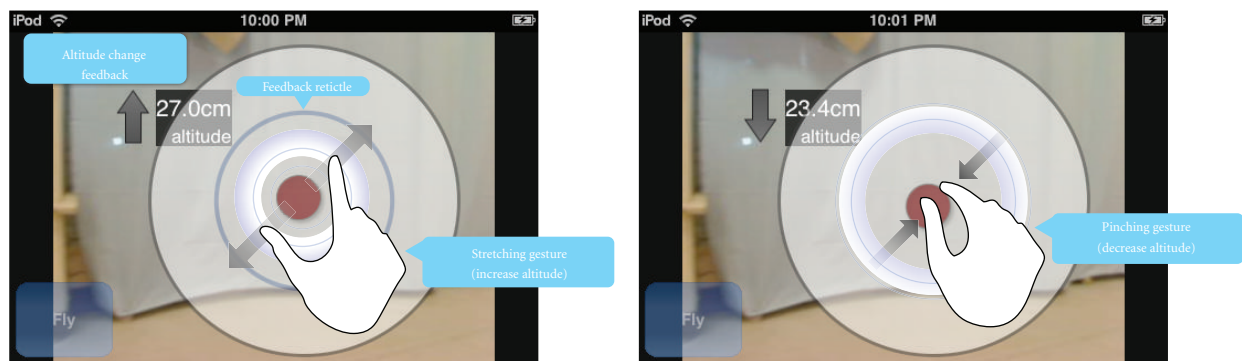 iPod
10:00 PM
Altitude change
feedback
Feedback retictle
27.0cm
altitude
Stretching gesture
(increase altitude)
Fly
iPod
10:01 PM
23.4cm
altitude
Pinching gesture
(decrease altitude)
Fly